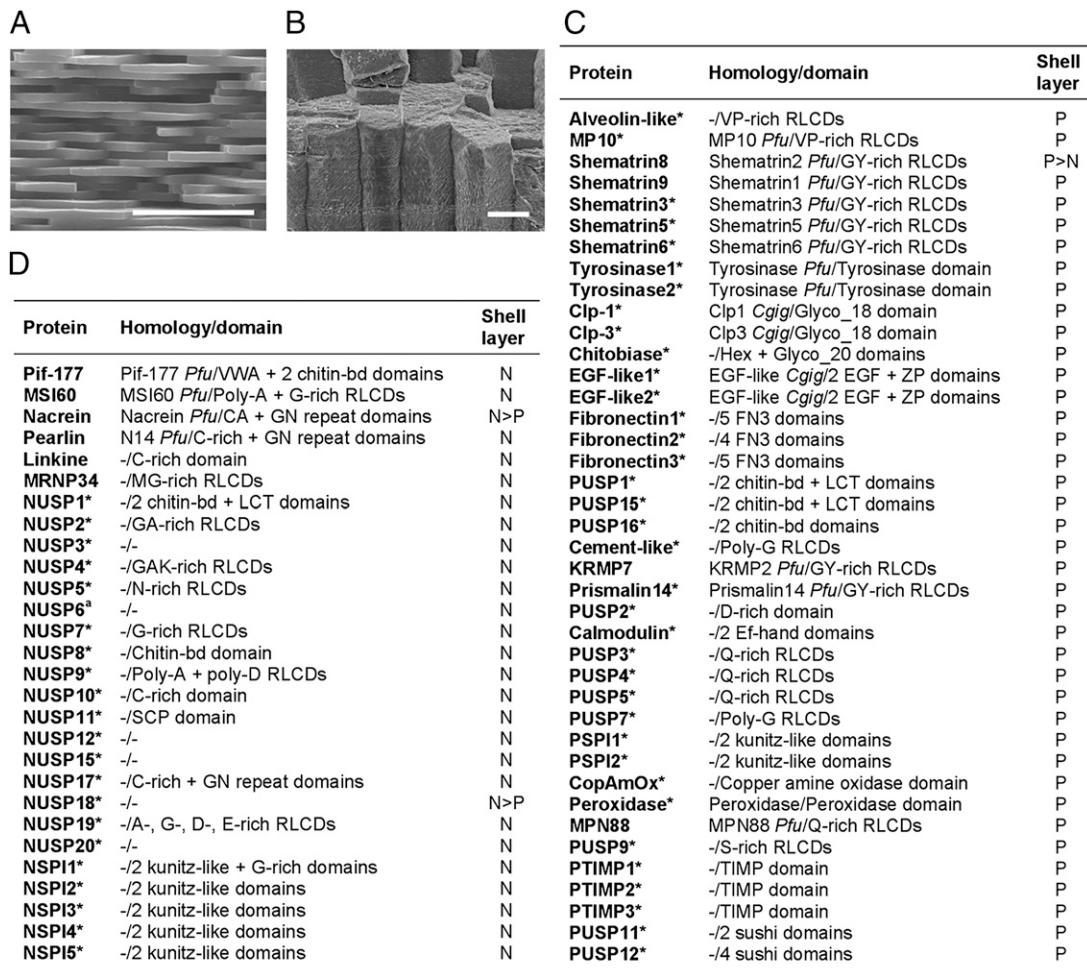 A
B
C
Protein Homology/domain Shell layer
Alveolin-like* -/VP-rich RLCDs P
MP10* MP10 Pfu/VP-rich RLCDs P
Shematrin8 Shematrin2 Pfu/GY-rich RLCDs P>N
Shematrin9 Shematrin1 Pfu/GY-rich RLCDs P
Shematrin3* Shematrin3 Pfu/GY-rich RLCDs P
Shematrin5* Shematrin5 Pfu/GY-rich RLCDs P
Shematrin6* Shematrin6 Pfu/GY-rich RLCDs P
Tyrosinase1* Tyrosinase Pfu/Tyrosinase domain P
Tyrosinase2* Tyrosinase Pfu/Tyrosinase domain P
Clp-1* Clp1 Cgig/Glyco_18 domain P
Clp-3* Clp3 Cgig/Glyco_18 domain P
Chitobiase* -/Hex + Glyco_20 domains P
EGF-like1* EGF-like Cgig/2 EGF + ZP domains P
EGF-like2* EGF-like Cgig/2 EGF + ZP domains P
Fibronectin1* -/5 FN3 domains P
Fibronectin2* -/4 FN3 domains P
Fibronectin3* -/5 FN3 domains P
PUSP1* -/2 chitin-bd + LCT domains P
PUSP15* -/2 chitin-bd + LCT domains P
PUSP16* -/2 chitin-bd domains P
Cement-like* -/Poly-G RLCDs P
KRMP7 KRMP2 Pfu/GY-rich RLCDs P
Prismalin14* Prismalin14 Pfu/GY-rich RLCDs P
PUSP2* -/D-rich domain P
Calmodulin* -/2 Ef-hand domains P
PUSP3* -/Q-rich RLCDs P
PUSP4* -/Q-rich RLCDs P
PUSP5* -/Q-rich RLCDs P
PUSP7* -/Poly-G RLCDs P
PSPI1* -/2 kunitz-like domains P
PSPI2* -/2 kunitz-like domains P
CopAmOx* -/Copper amine oxidase domain P
Peroxidase* Peroxidase/Peroxidase domain P
MPN88 MPN88 Pfu/Q-rich RLCDs P
PUSP9* -/S-rich RLCDs P
PTIMP1* -/TIMP domain P
PTIMP2* -/TIMP domain P
PTIMP3* -/TIMP domain P
PUSP11* -/2 sushi domains P
PUSP12* -/4 sushi domains P
D
Protein Homology/domain Shell layer
Pif-177 Pif-177 Pfu/VWA + 2 chitin-bd domains N
MSI60 MSI60 Pfu/Poly-A + G-rich RLCDs N
Nacrein Nacrein Pfu/CA + GN repeat domains N>P
Pearlin N14 Pfu/C-rich + GN repeat domains N
Linkine -/C-rich domain N
MRNP34 -/MG-rich RLCDs N
NUSP1* -/2 chitin-bd + LCT domains N
NUSP2* -/GA-rich RLCDs N
NUSP3* -/- N
NUSP4* -/GAK-rich RLCDs N
NUSP5* -/N-rich RLCDs N
NUSP6ª -/- N
NUSP7* -/G-rich RLCDs N
NUSP8* -/Chitin-bd domain N
NUSP9* -/Poly-A + poly-D RLCDs N
NUSP10* -/C-rich domain N
NUSP11* -/SCP domain N
NUSP12* -/- N
NUSP15* -/- N
NUSP17* -/C-rich + GN repeat domains N
NUSP18* -/- N>P
NUSP19* -/A-, G-, D-, E-rich RLCDs N
NUSP20* -/- N
NSPI1* -/2 kunitz-like + G-rich domains N
NSPI2* -/2 kunitz-like domains N
NSPI3* -/2 kunitz-like domains N
NSPI4* -/2 kunitz-like domains N
NSPI5* -/2 kunitz-like domains N